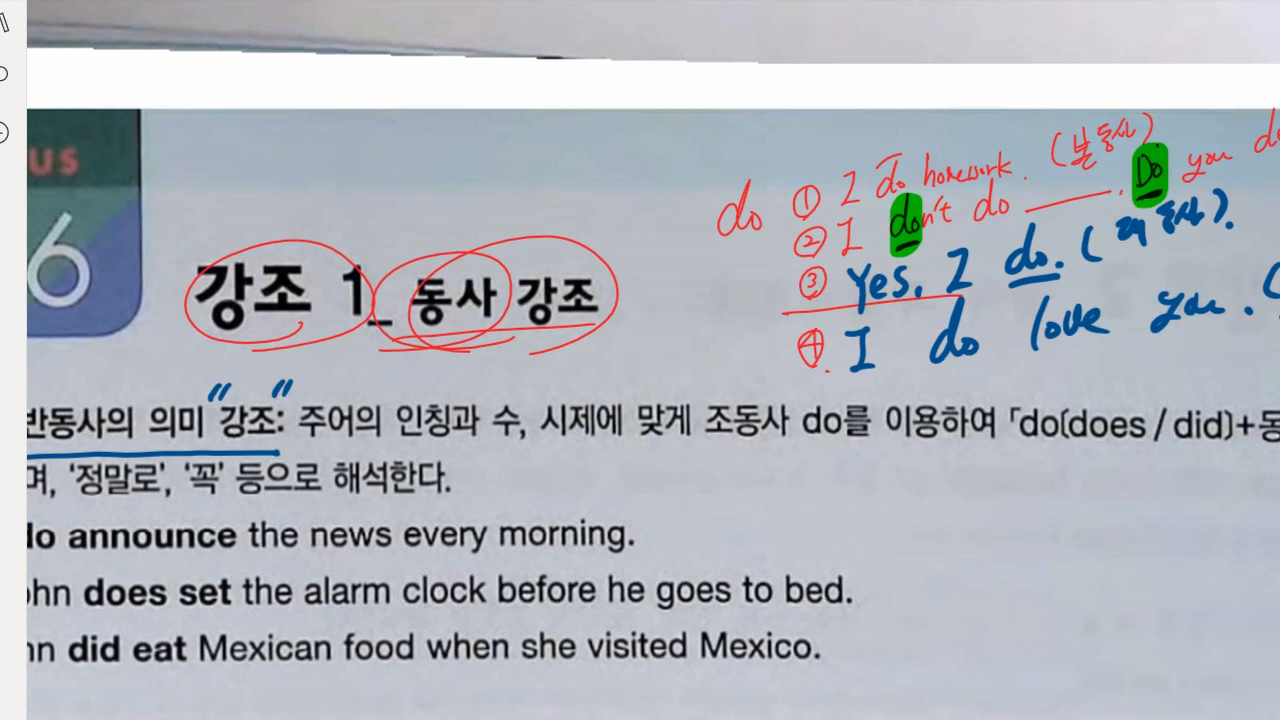 us
6
강조 1_ 동사 강조
do ① I do homework. (본동사)
② I don't do ____. Do you do
③ Yes, I do. (대동사).
④. I do love you. (
반동사의 의미 "강조": 주어의 인칭과 수, 시제에 맞게 조동사 do를 이용하여 「do(does / did)+동
며, '정말로', '꼭' 등으로 해석한다.
do announce the news every morning.
ohn does set the alarm clock before he goes to bed.
nn did eat Mexican food when she visited Mexico.